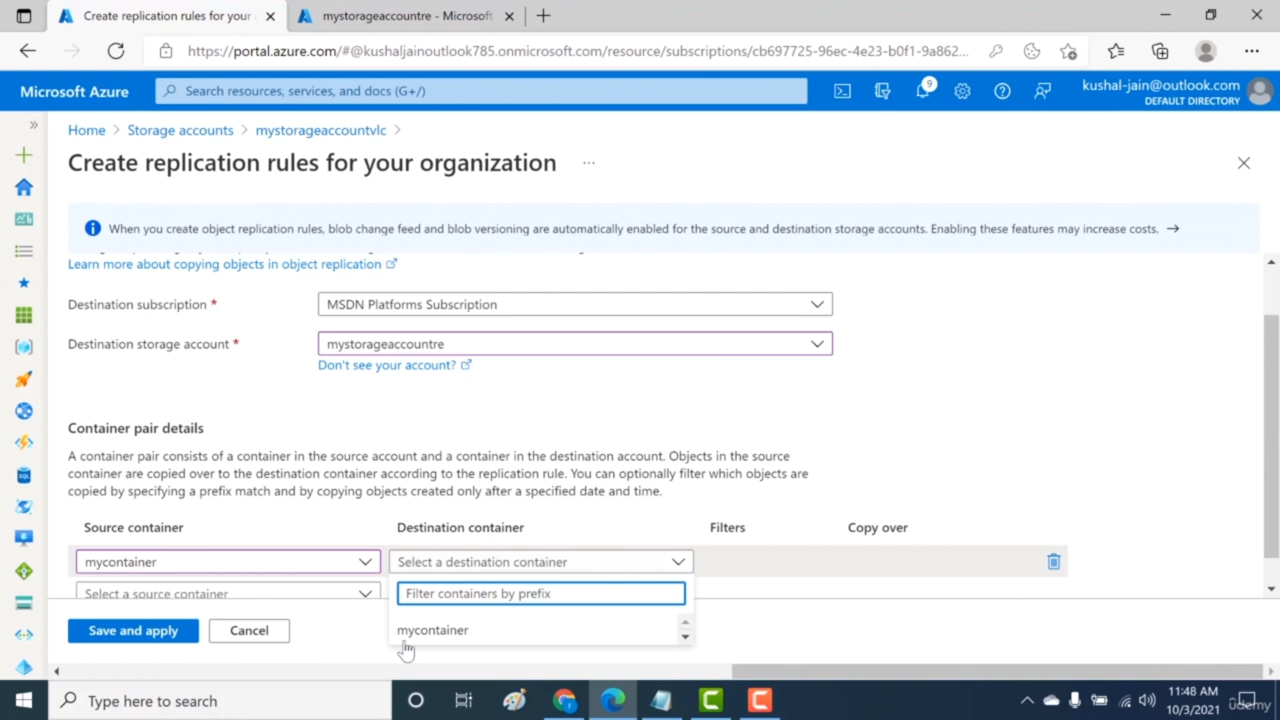 Create replication rules for your
mystorageaccountre - Microsoft
https://portal.azure.com/#@kushaljainoutlook785.onmicrosoft.com/resource/subscriptions/cb697725-96ec-4e23-b0f1-9a862...
Microsoft Azure
Search resources, services, and docs (G+/)
9
kushal-jain@outlook.com
DEFAULT DIRECTORY
Home > Storage accounts > mystorageaccountvlc >
Create replication rules for your organization ...
When you create object replication rules, blob change feed and blob versioning are automatically enabled for the source and destination storage accounts. Enabling these features may increase costs. →
Learn more about copying objects in object replication
Destination subscription *
MSDN Platforms Subscription
Destination storage account *
mystorageaccountre
Don't see your account?
Container pair details
A container pair consists of a container in the source account and a container in the destination account. Objects in the source
container are copied over to the destination container according to the replication rule. You can optionally filter which objects are
copied by specifying a prefix match and by copying objects created only after a specified date and time.
Source container
Destination container
Filters
Copy over
mycontainer
Select a destination container
Select a source container
Filter containers by prefix
mycontainer
Save and apply
Cancel
SQL
Type here to search
11:48 AM
10/3/2021
udemy